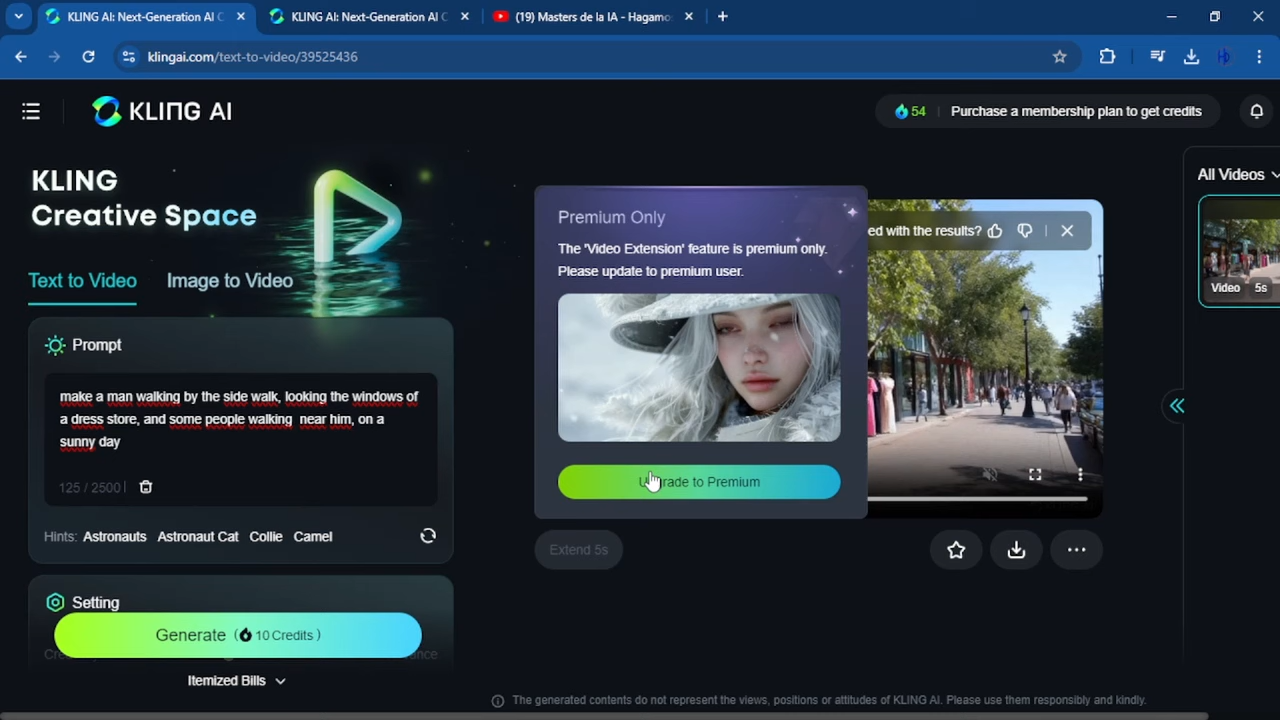 KLING AI: Next-Generation AI C
KLING AI: Next-Generation AI C
(19) Masters de la IA - Hagamo
klingai.com/text-to-video/39525436
KLING AI
54
Purchase a membership plan to get credits
KLING
Creative Space
Text to Video
Image to Video
Prompt
make a man walking by the side walk, looking the windows of
a dress store, and some people walking near him, on a
sunny day
125 / 2500
Hints: Astronauts Astronaut Cat Collie Camel
Setting
Generate ( 10 Credits )
Itemized Bills
Premium Only
The 'Video Extension' feature is premium only.
Please update to premium user.
Upgrade to Premium
ed with the results?
Extend 5s
All Videos
Video 5s
The generated contents do not represent the views, positions or attitudes of KLING AI. Please use them responsibly and kindly.